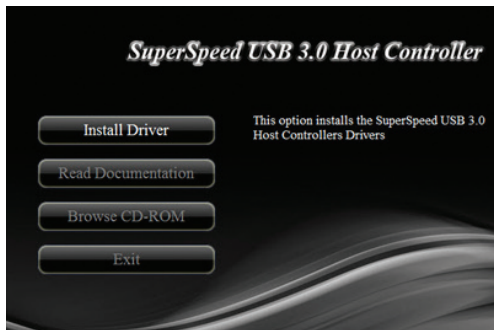 SuperSpeed USB 3.0 Host Controller
Install Driver
This option installs the SuperSpeed USB 3.0
Host Controllers Drivers
Read Documentation
Browse CD-ROM
Exit